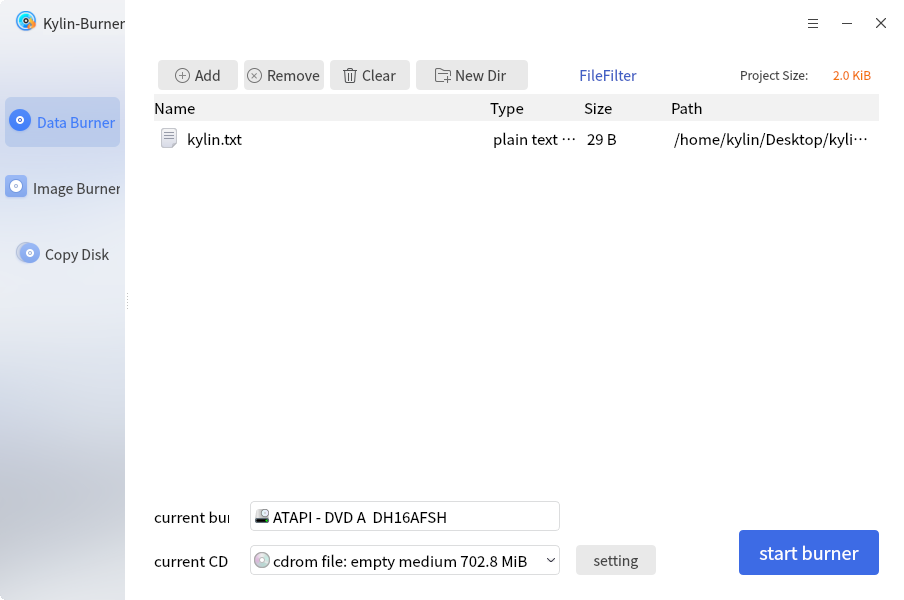 Kylin-Burner
Data Burner
Image Burner
Copy Disk
Add Remove Clear New Dir FileFilter Project Size: 2.0 KiB
Name Type Size Path
kylin.txt plain text ··· 29 B /home/kylin/Desktop/kyli···
current bur ATAPI - DVD A DH16AFSH
current CD cdrom file: empty medium 702.8 MiB setting
start burner